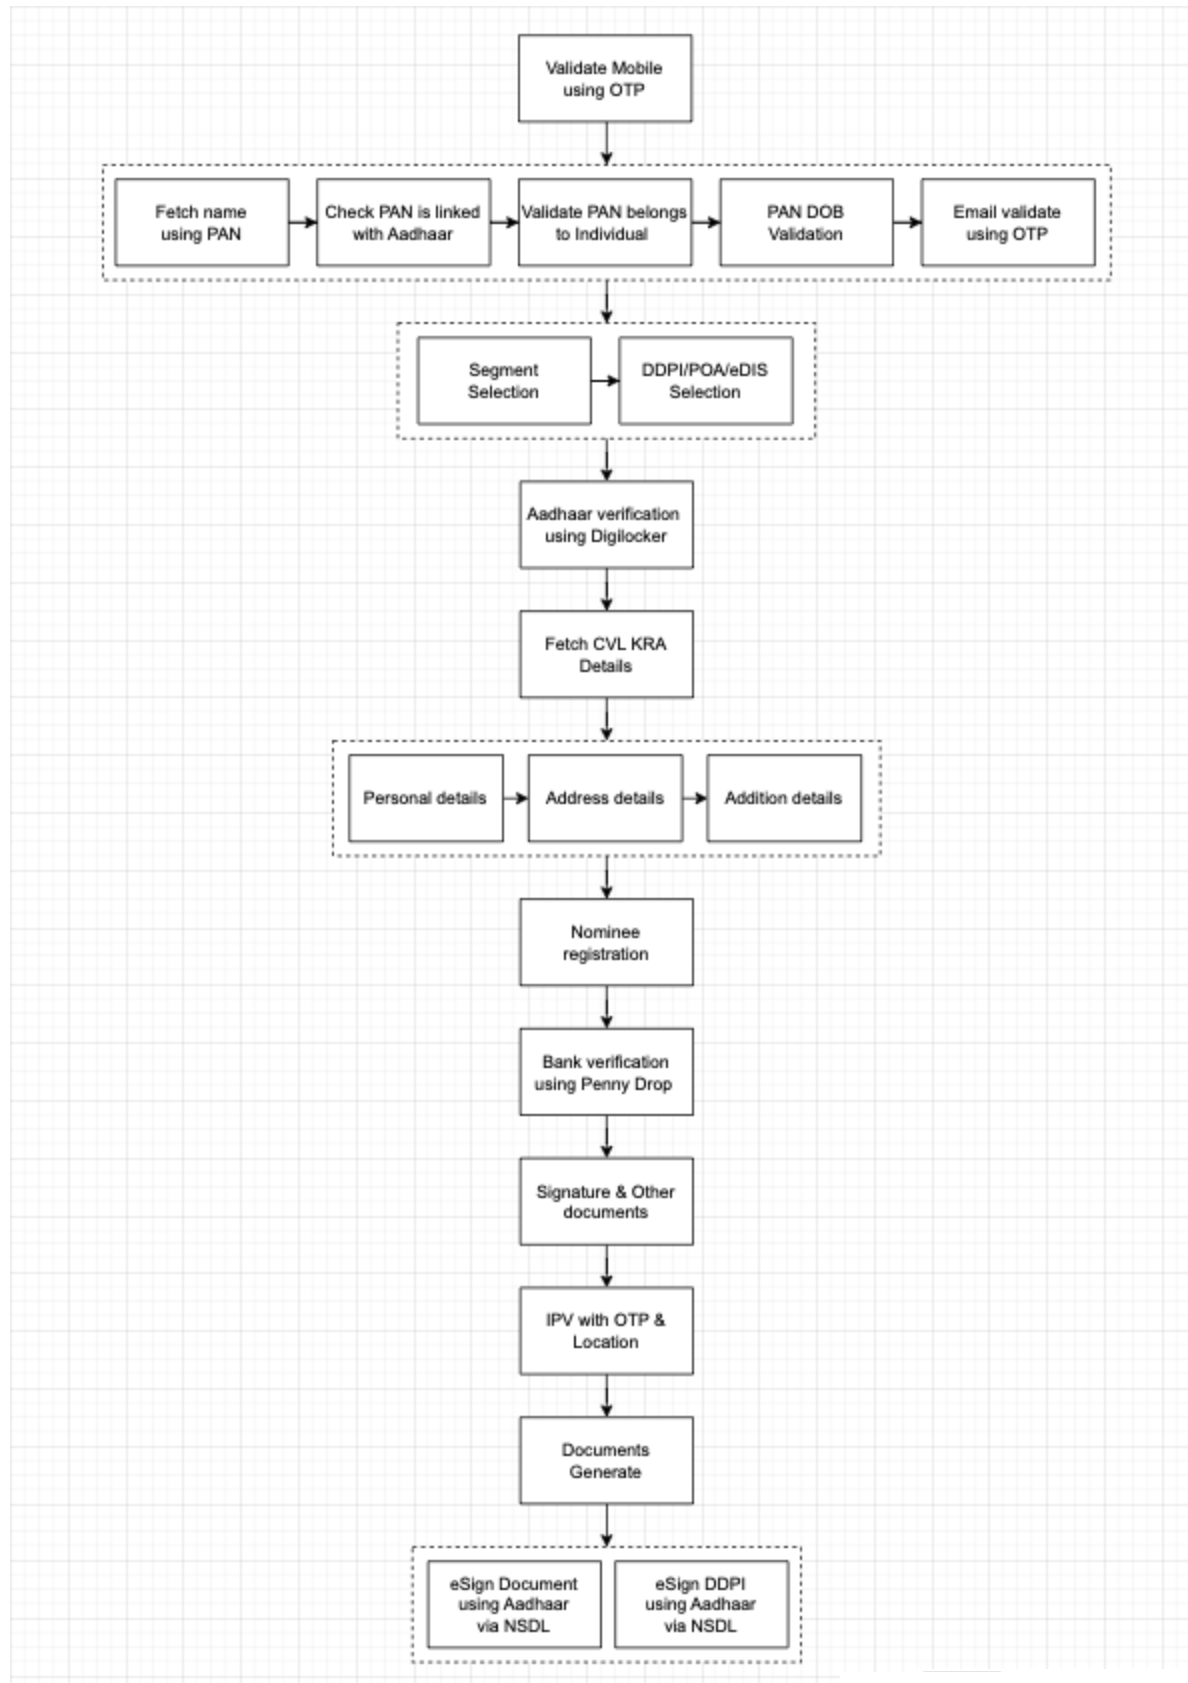 Validate Mobile
using OTP
Fetch name
using PAN
Check PAN is linked
with Aadhaar
Validate PAN belongs
to Individual
PAN DOB
Validation
Email validate
using OTP
Segment
Selection
DDPI/POA/eDIS
Selection
Aadhaar verification
using Digilocker
Fetch CVL KRA
Details
Personal details
Address details
Addition details
Nominee
registration
Bank verification
using Penny Drop
Signature & Other
documents
IPV with OTP &
Location
Documents
Generate
eSign Document
using Aadhaar
via NSDL
eSign DDPI
using Aadhaar
via NSDL